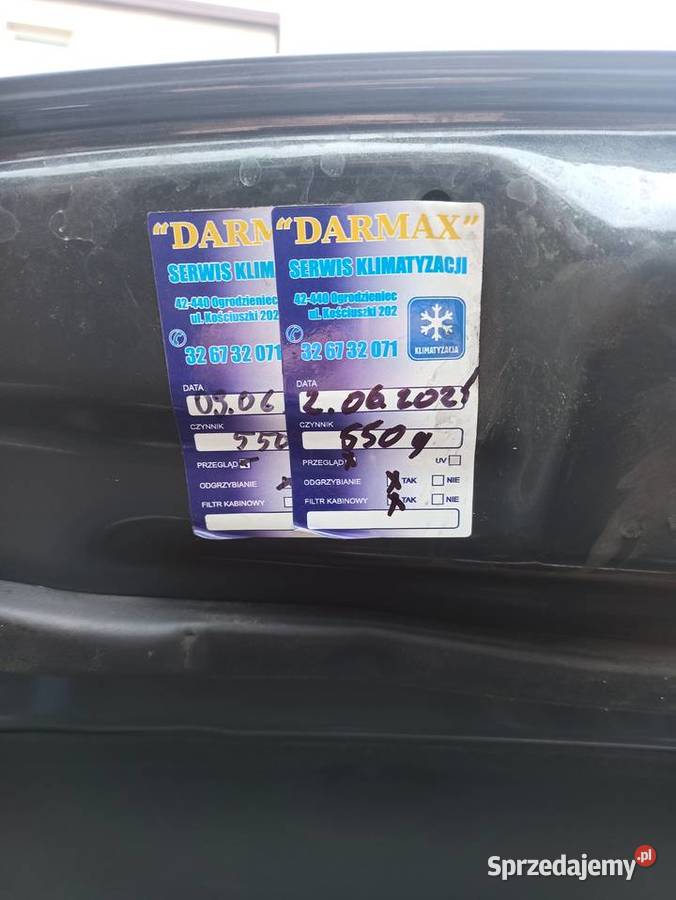 "DARM
SERWIS KLIM
42-440 Ogrodzieniec
ul. Kościuszki 202
32 67 32 071
DATA
09.06
CZYNNIK
550
PRZEGLĄD
ODGRZYBIANIE
FILTR KABINOWY
"DARMAX"
SERWIS KLIMATYZACJI
42-440 Ogrodzieniec
ul. Kościuszki 202
32 67 32 071
KLIMATYZACJA
DATA
2.06.2021
CZYNNIK
550g
PRZEGLĄD UV
ODGRZYBIANIE TAK NIE
FILTR KABINOWY TAK NIE
Sprzedajemy.pl